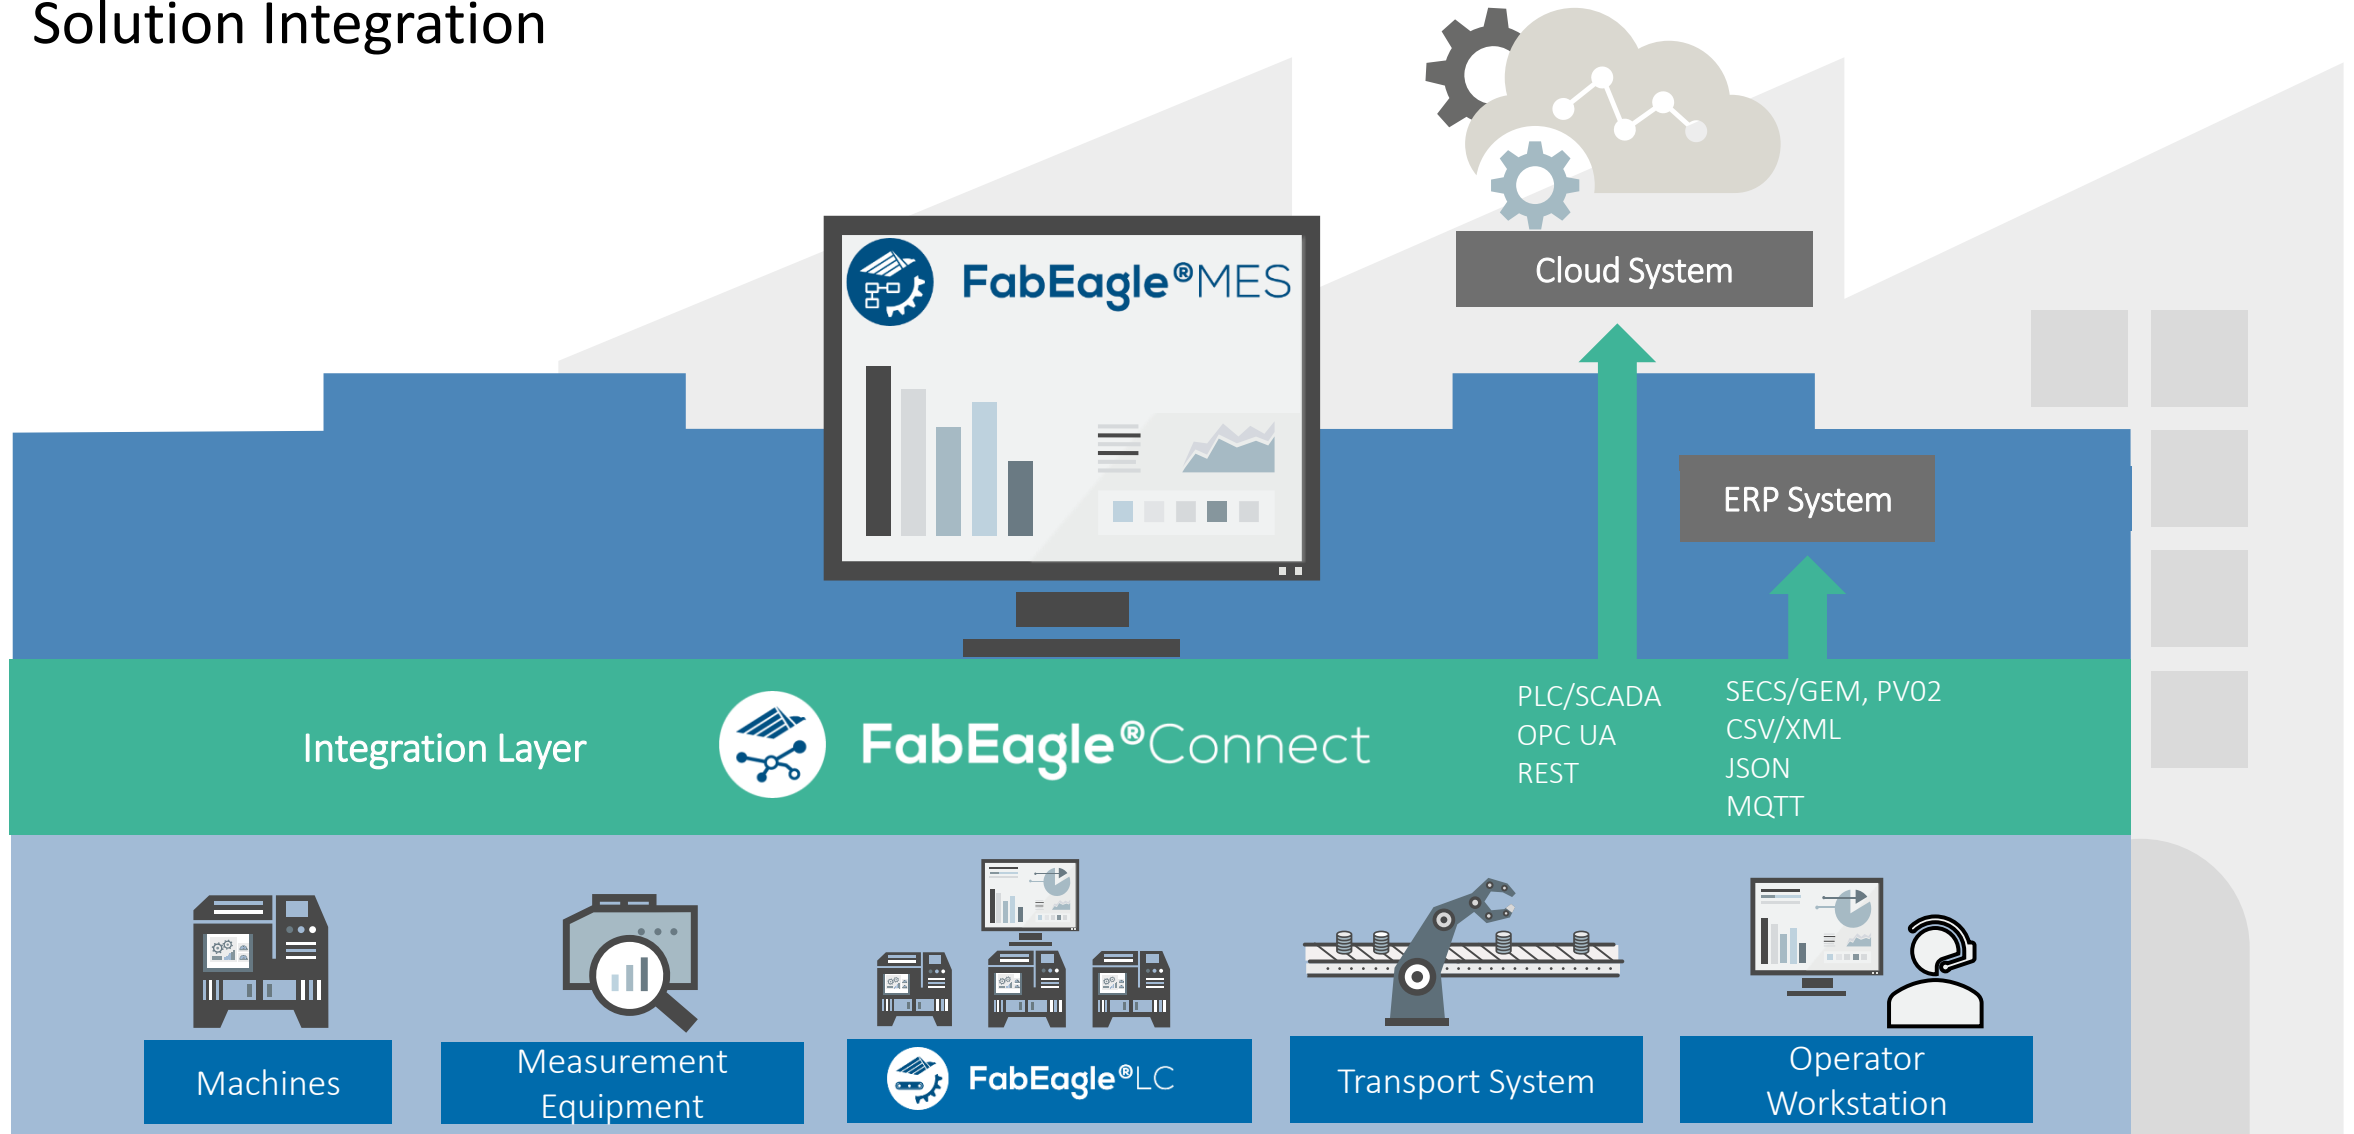 Solution Integration
FabEagle®MES
Cloud System
ERP System
Integration Layer
FabEagle®Connect
PLC/SCADA
OPC UA
REST
SECS/GEM, PV02
CSV/XML
JSON
MQTT
Machines
Measurement
Equipment
FabEagle®LC
Transport System
Operator
Workstation